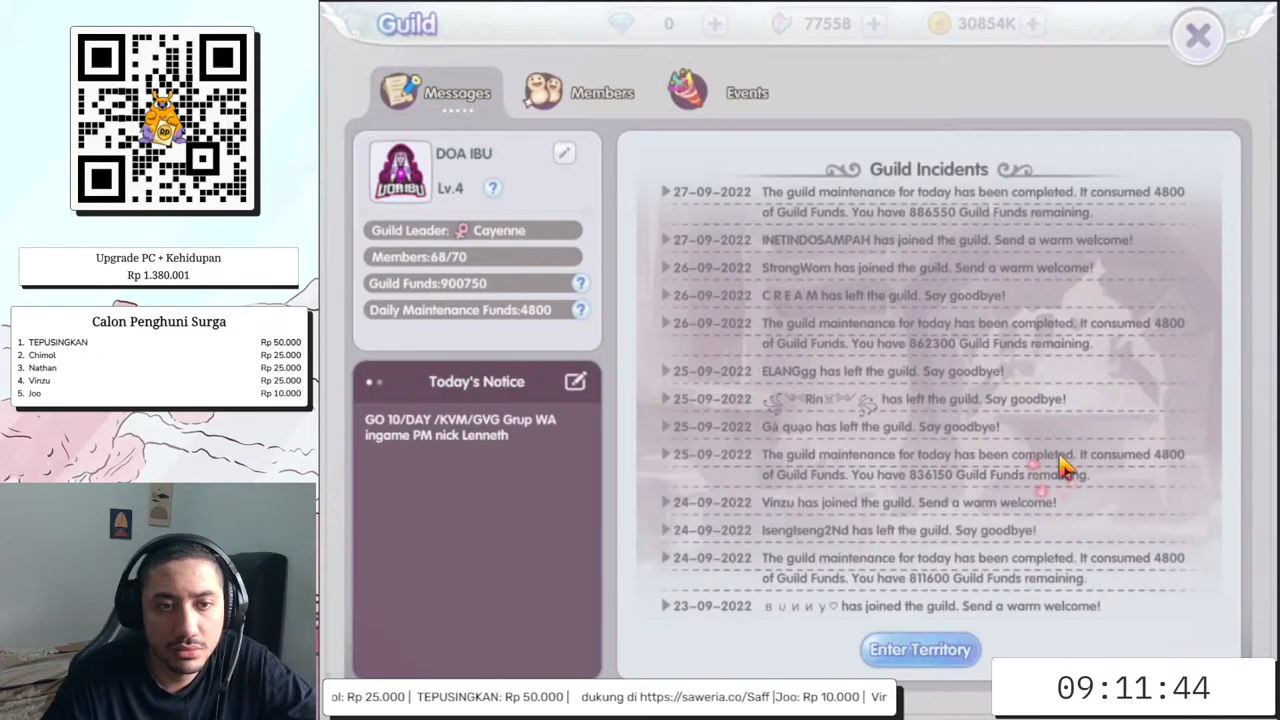 RP
Upgrade PC + Kehidupan
Rp 1.380.001
Calon Penghuni Surga
1. TEPUSINGKAN Rp 50.000
2. Chimol Rp 25.000
3. Nathan Rp 25.000
4. Vinzu Rp 25.000
5. Joo Rp 10.000
Guild 0 77558 30854K
Messages Members Events
DOA IBU
Lv.4
DOA IBU
Guild Leader: Cayenne
Members:68/70
Guild Funds:900750
Daily Maintenance Funds:4800
Today's Notice
GO 10/DAY /KVM/GVG Grup WA
ingame PM nick Lenneth
Guild Incidents
27-09-2022 The guild maintenance for today has been completed. It consumed 4800
of Guild Funds. You have 886550 Guild Funds remaining.
27-09-2022 INETINDOSAMPAH has joined the guild. Send a warm welcome!
26-09-2022 StrongWom has joined the guild. Send a warm welcome!
26-09-2022 C R E A M has left the guild. Say goodbye!
26-09-2022 The guild maintenance for today has been completed. It consumed 4800
of Guild Funds. You have 862300 Guild Funds remaining.
25-09-2022 ELANGgg has left the guild. Say goodbye!
25-09-2022 Rin has left the guild. Say goodbye!
25-09-2022 Gà quạo has left the guild. Say goodbye!
25-09-2022 The guild maintenance for today has been completed. It consumed 4800
of Guild Funds. You have 836150 Guild Funds remaining.
24-09-2022 Vinzu has joined the guild. Send a warm welcome!
24-09-2022 IsengIseng2Nd has left the guild. Say goodbye!
24-09-2022 The guild maintenance for today has been completed. It consumed 4800
of Guild Funds. You have 811600 Guild Funds remaining.
23-09-2022 в υ и и у ♡ has joined the guild. Send a warm welcome!
Enter Territory
ol: Rp 25.000 | TEPUSINGKAN: Rp 50.000 | dukung di https://saweria.co/Saff |Joo: Rp 10.000 | Vir
09:11:44